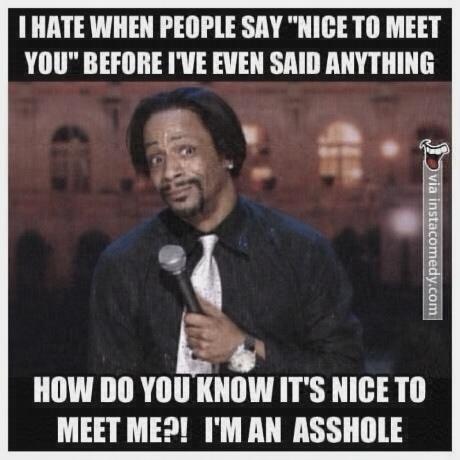 I HATE WHEN PEOPLE SAY "NICE TO MEET
YOU" BEFORE I'VE EVEN SAID ANYTHING
via instacomedy.com
HOW DO YOU KNOW IT'S NICE TO
MEET ME?! I'M AN ASSHOLE